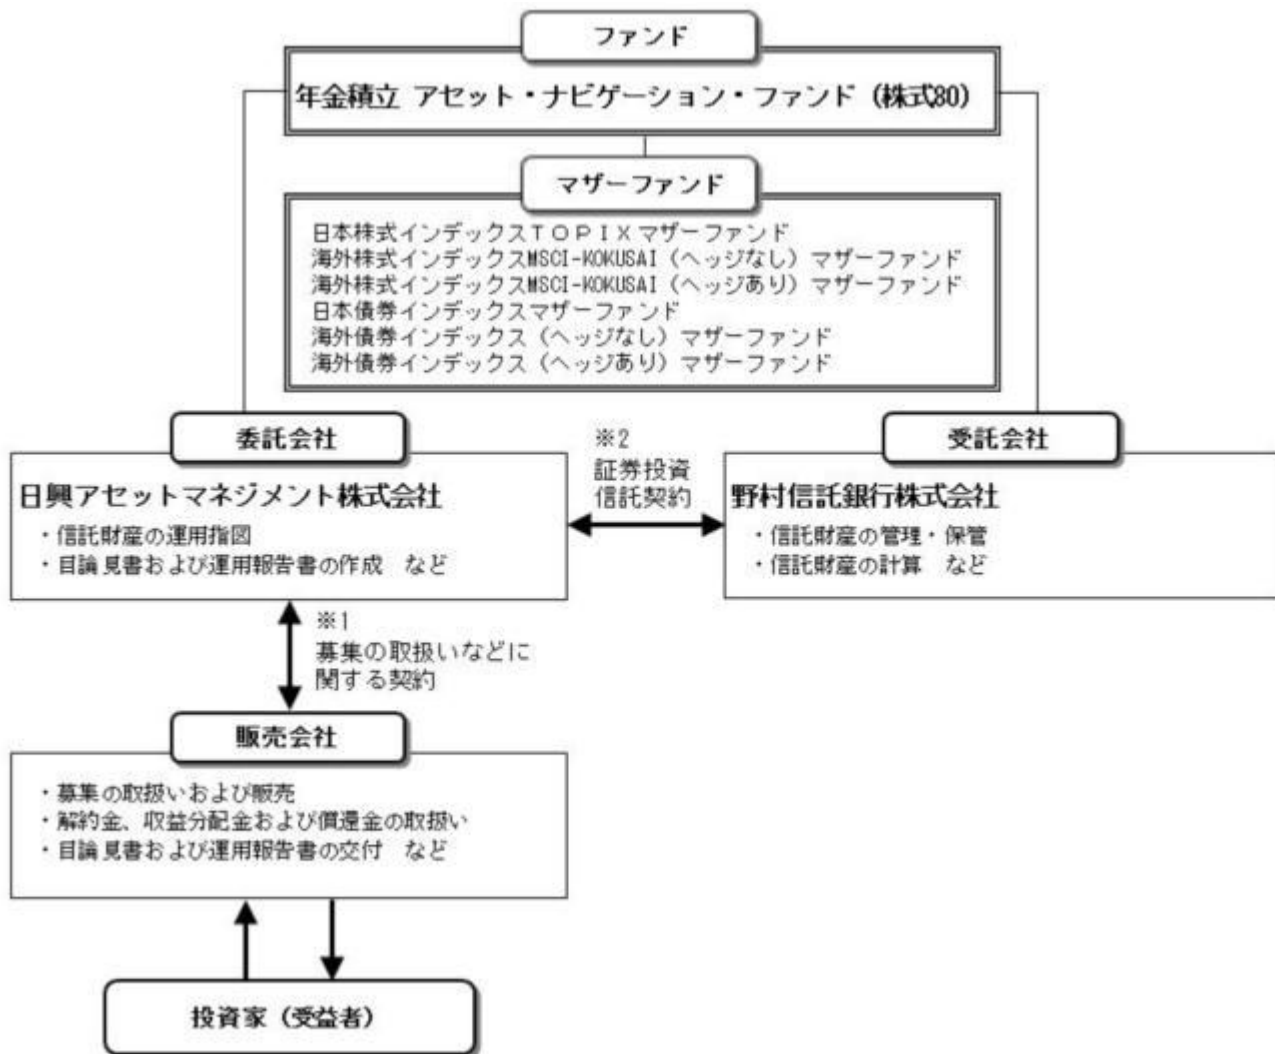 ファンド
年金積立 アセット・ナビゲーション・ファンド（株式80）
マザーファンド
日本株式インデックスＴＯＰＩＸマザーファンド
海外株式インデックスMSCI-KOKUSAI（ヘッジなし）マザーファンド
海外株式インデックスMSCI-KOKUSAI（ヘッジあり）マザーファンド
日本債券インデックスマザーファンド
海外債券インデックス（ヘッジなし）マザーファンド
海外債券インデックス（ヘッジあり）マザーファンド
委託会社
日興アセットマネジメント株式会社
・信託財産の運用指図
・目論見書および運用報告書の作成　など
※2
証券投資
信託契約
受託会社
野村信託銀行株式会社
・信託財産の管理・保管
・信託財産の計算　など
※1
募集の取扱いなどに
関する契約
販売会社
・募集の取扱いおよび販売
・解約金、収益分配金および償還金の取扱い
・目論見書および運用報告書の交付　など
投資家（受益者）